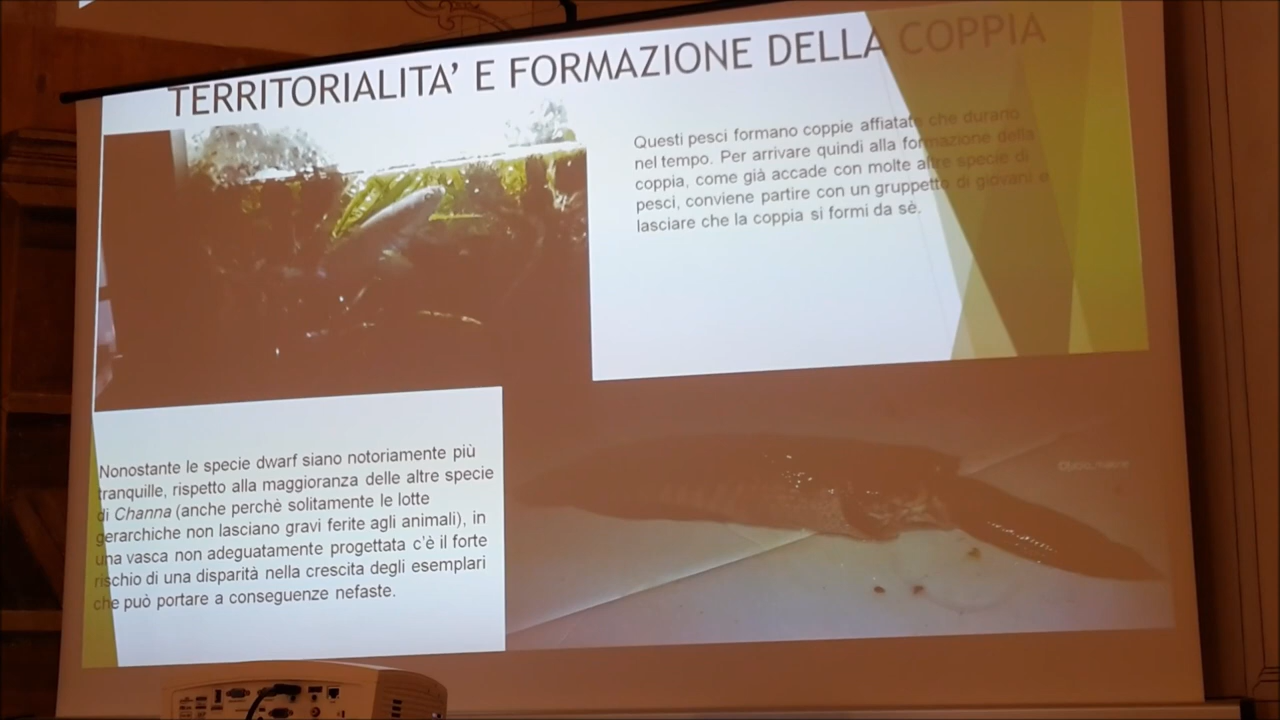 TERRITORIALITA’ E FORMAZIONE DELLA COPPIA
Questi pesci formano coppie affiatate che durano
nel tempo. Per arrivare quindi alla formazione della
coppia, come già accade con molte altre specie di
pesci, conviene partire con un gruppetto di giovani e
lasciare che la coppia si formi da sè.
Nonostante le specie dwarf siano notoriamente più
tranquille, rispetto alla maggioranza delle altre specie
di Channa (anche perchè solitamente le lotte
gerarchiche non lasciano gravi ferite agli animali), in
una vasca non adeguatamente progettata c’è il forte
rischio di una disparità nella crescita degli esemplari
che può portare a conseguenze nefaste.